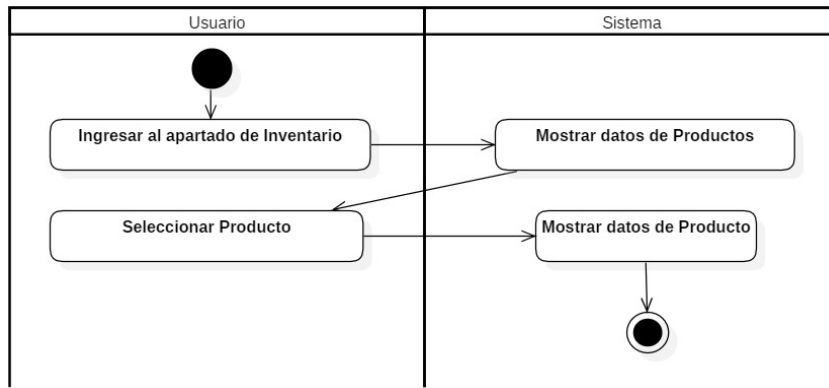 Usuario
Sistema
Ingresar al apartado de Inventario
Mostrar datos de Productos
Seleccionar Producto
Mostrar datos de Producto